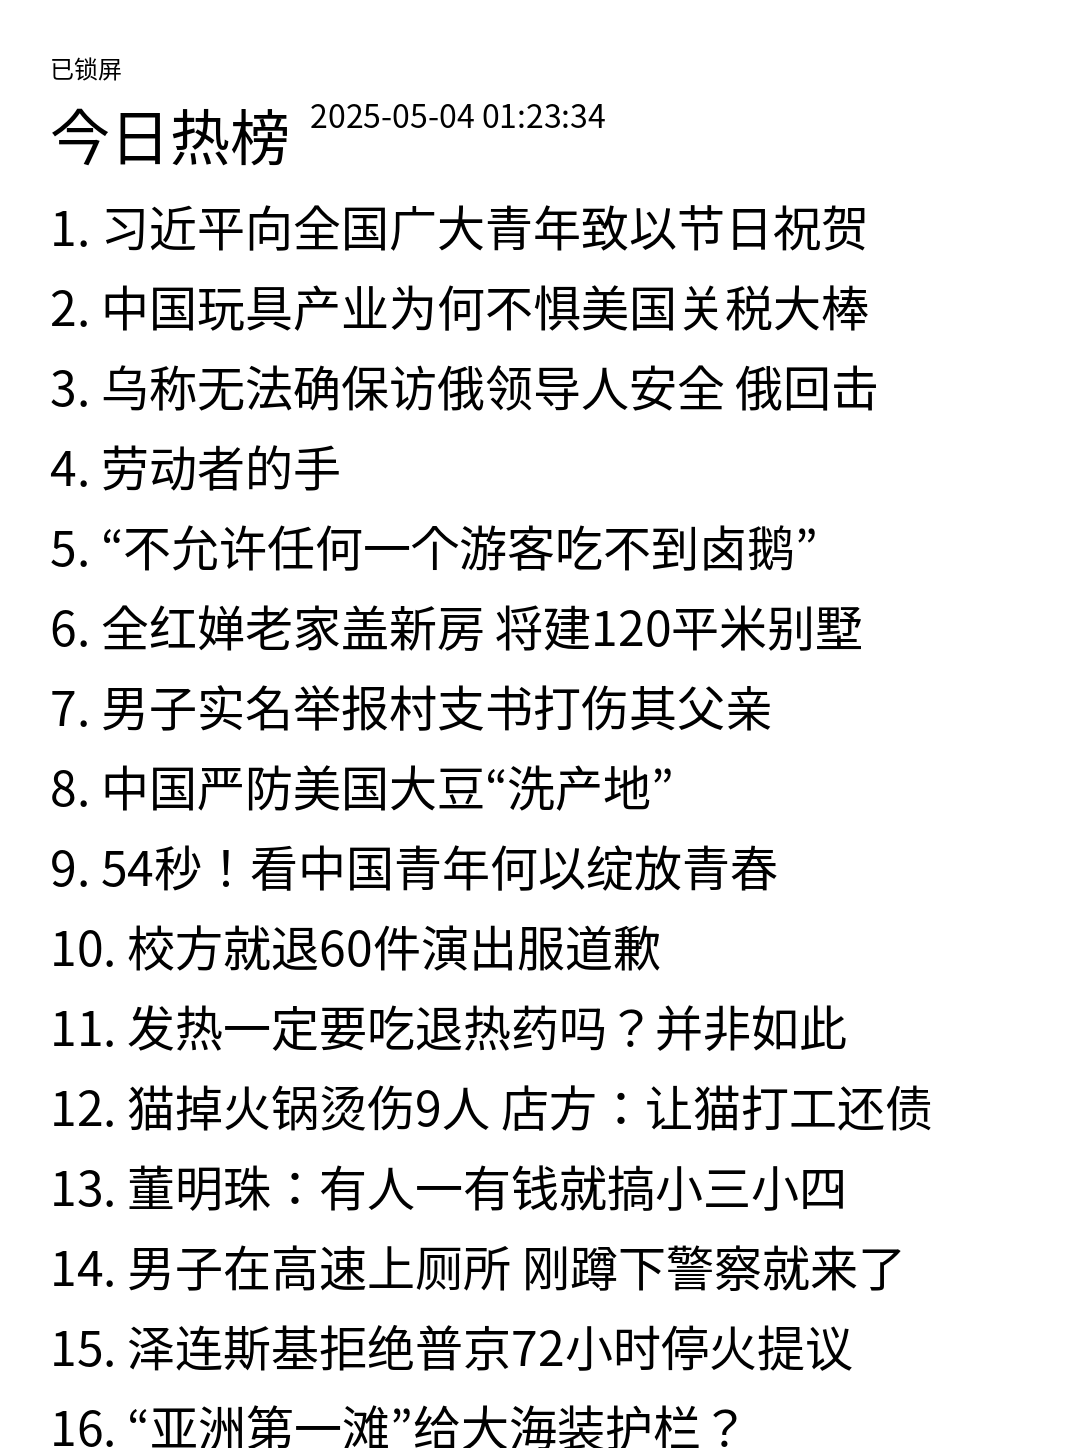 已锁屏
今日热榜 2025-05-04 01:23:34
1. 习近平向全国广大青年致以节日祝贺
2. 中国玩具产业为何不惧美国关税大棒
3. 乌称无法确保访俄领导人安全 俄回击
4. 劳动者的手
5. “不允许任何一个游客吃不到卤鹅”
6. 全红婵老家盖新房 将建120平米别墅
7. 男子实名举报村支书打伤其父亲
8. 中国严防美国大豆“洗产地”
9. 54秒！看中国青年何以绽放青春
10. 校方就退60件演出服道歉
11. 发热一定要吃退热药吗？并非如此
12. 猫掉火锅烫伤9人 店方：让猫打工还债
13. 董明珠：有人一有钱就搞小三小四
14. 男子在高速上厕所 刚蹲下警察就来了
15. 泽连斯基拒绝普京72小时停火提议
16. “亚洲第一滩”给大海装护栏？